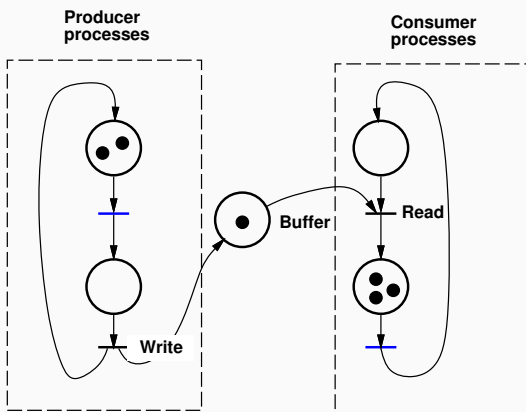 Producer
processes
Consumer
processes
Buffer
Read
Write